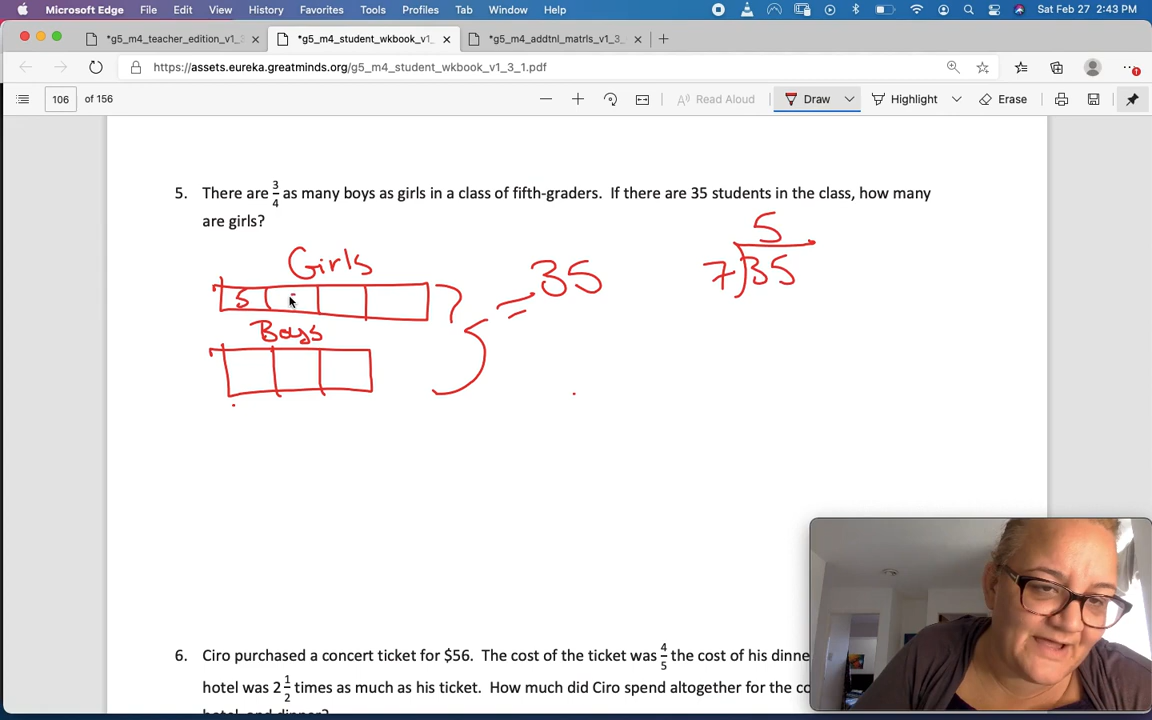 Microsoft Edge File Edit View History Favorites Tools Profiles Tab Window Help Sat Feb 27 2:43 PM
*g5_m4_teacher_edition_v1_ *g5_m4_student_wkbook_v1_ *g5_m4_addtnl_matrls_v1_3_
https://assets.eureka.greatminds.org/g5_m4_student_wkbook_v1_3_1.pdf
106 of 156 Read Aloud Draw Highlight Erase
5. There are 3/4 as many boys as girls in a class of fifth-graders. If there are 35 students in the class, how many
are girls?
Girls
5
Boys
= 35
5
7)35
6. Ciro purchased a concert ticket for $56. The cost of the ticket was 4/5 the cost of his dinne
hotel was 2 1/2 times as much as his ticket. How much did Ciro spend altogether for the co
hotel, and dinner?